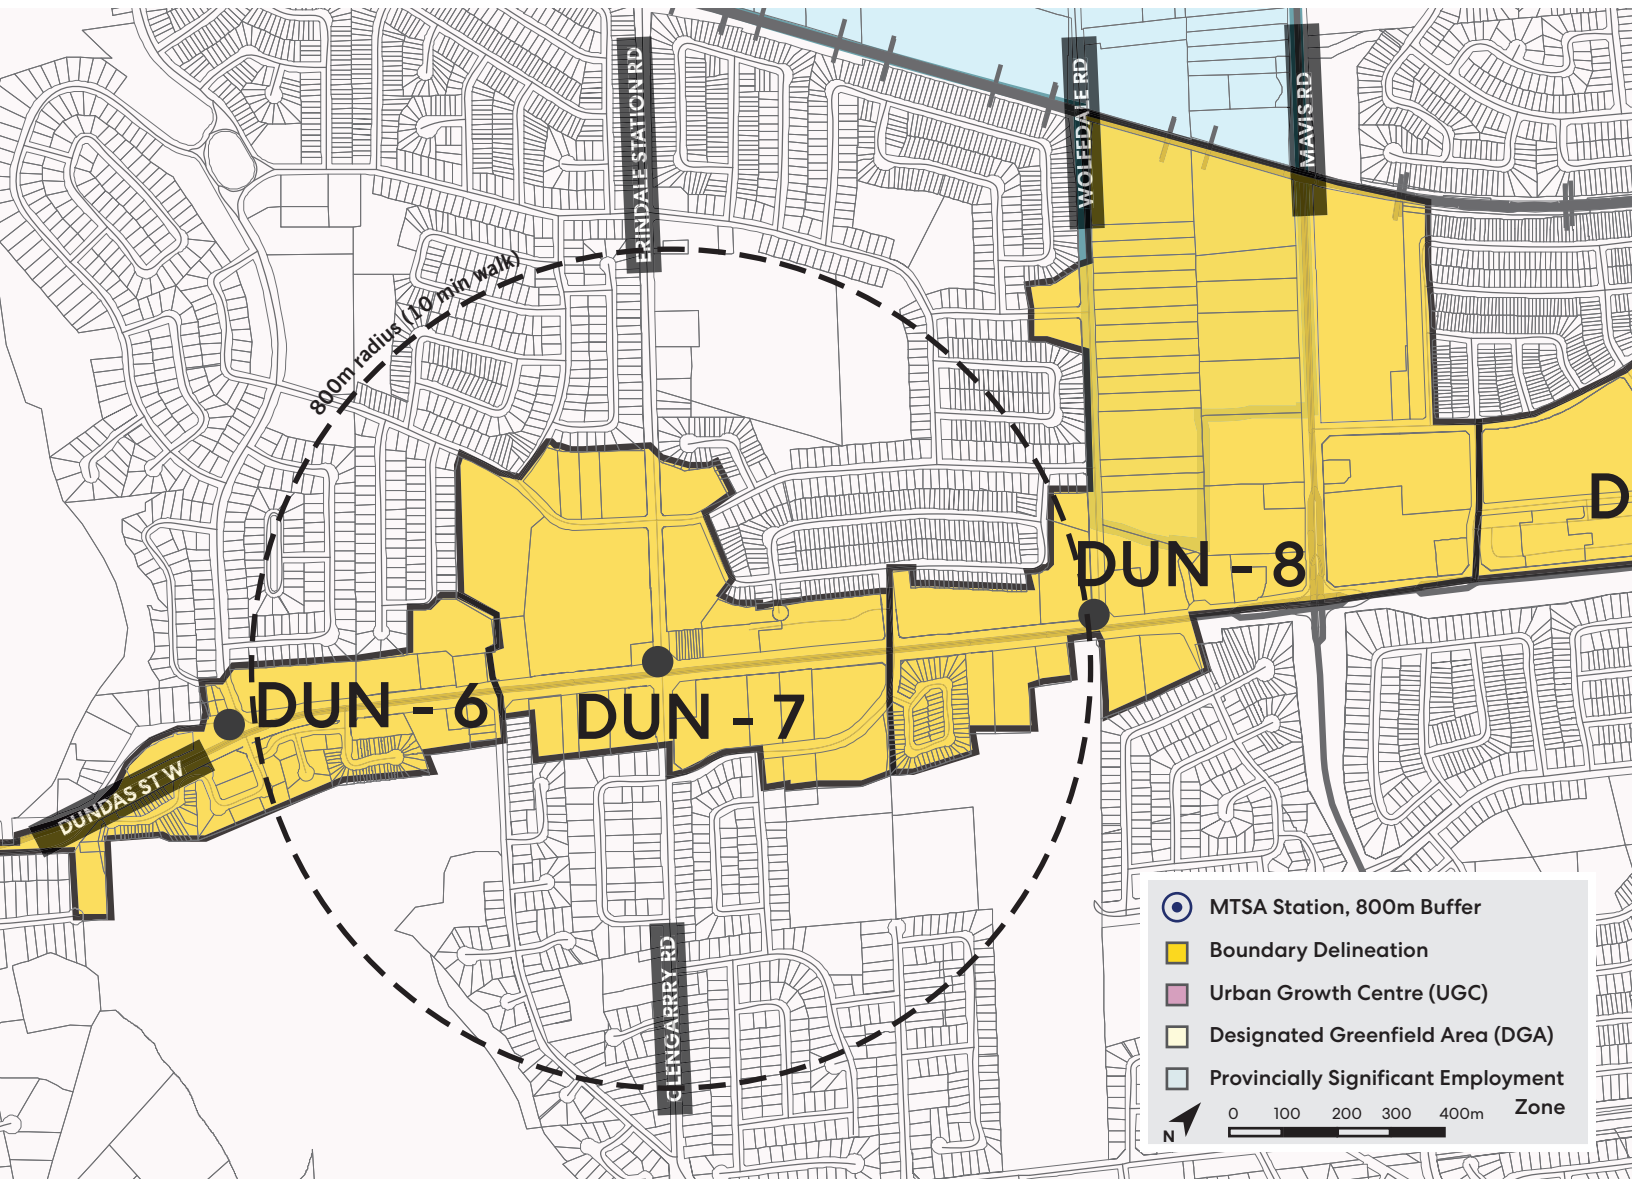 ERINDALE STATION RD
WOLFEDALE RD
MAVIS RD
800m radius (10 min walk)
D
DUN - 8
DUN - 6
DUN - 7
DUNDAS ST W
GLENGARRY RD
MTSA Station, 800m Buffer
Boundary Delineation
Urban Growth Centre (UGC)
Designated Greenfield Area (DGA)
Provincially Significant Employment
Zone
N
0 100 200 300 400m